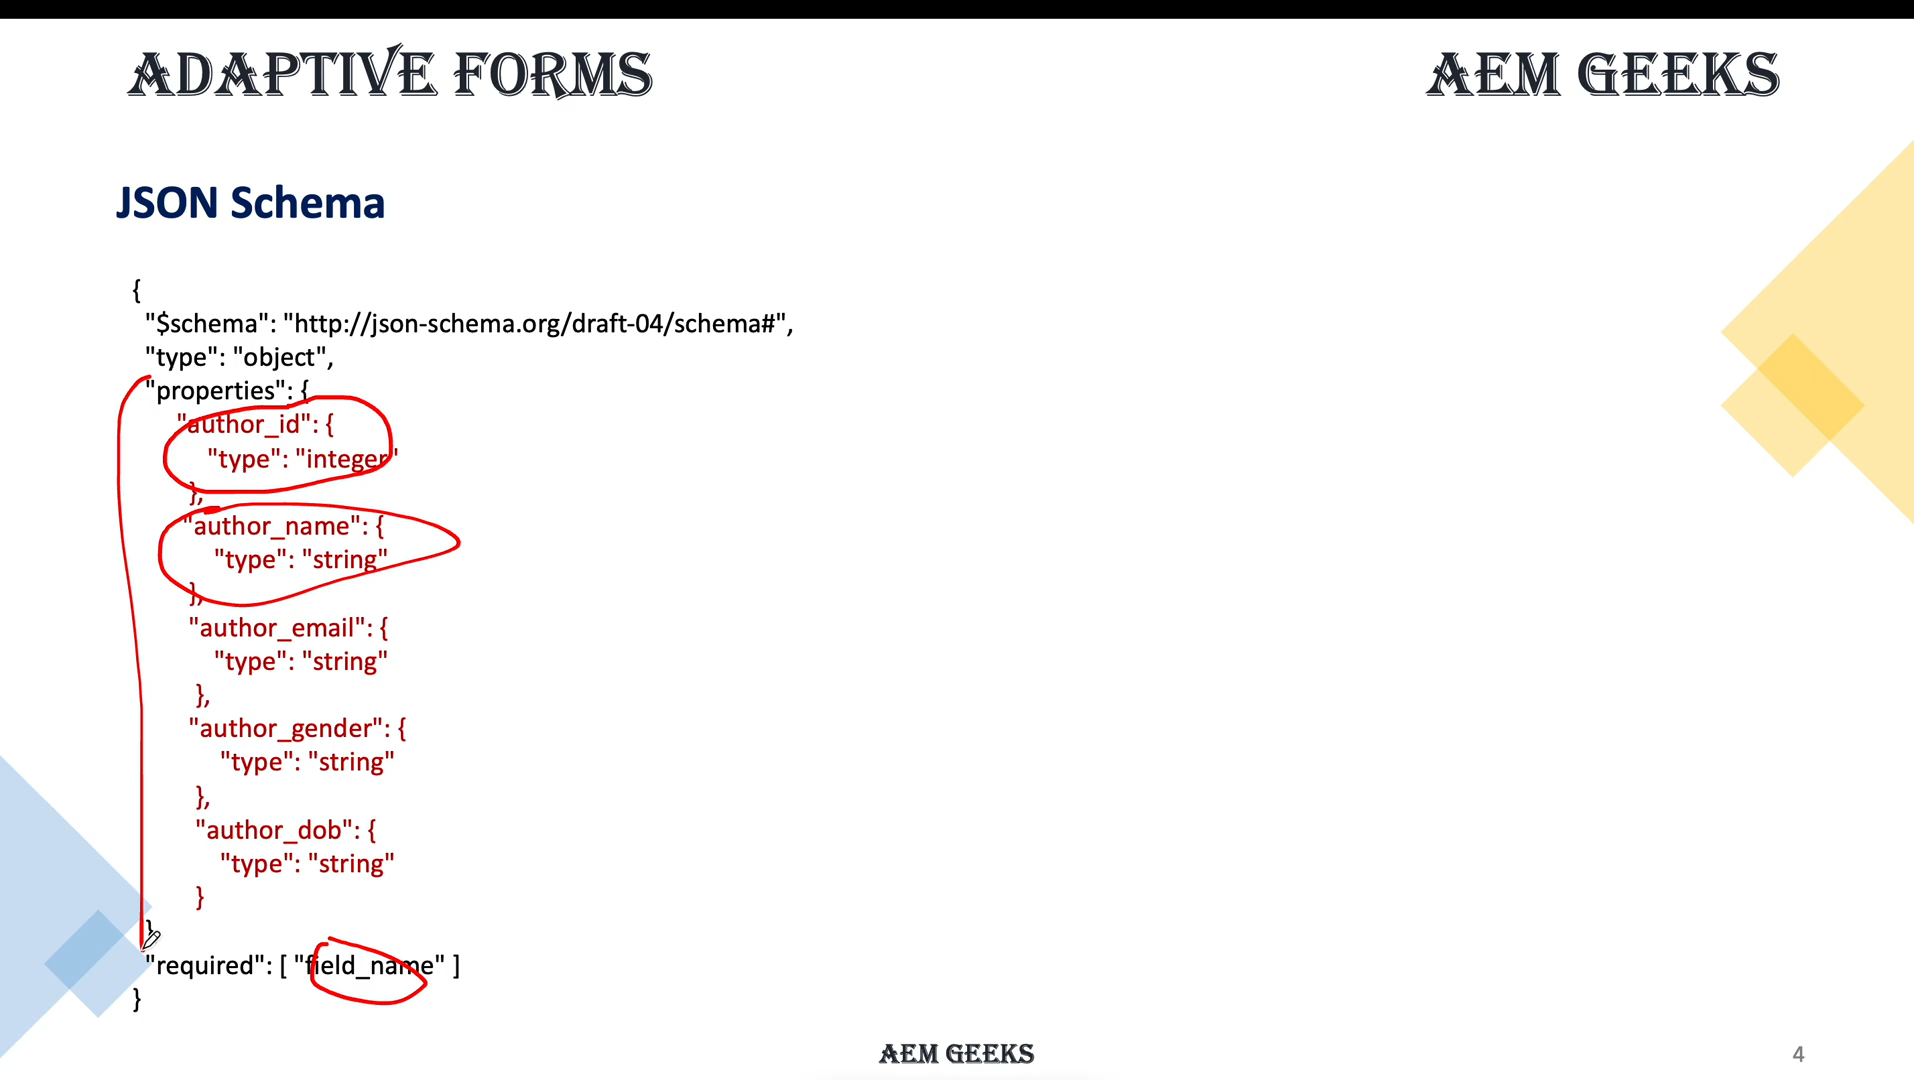 ADAPTIVE FORMS
AEM GEEKS
JSON Schema
{
"$schema": "http://json-schema.org/draft-04/schema#",
"type": "object",
"properties": {
"author_id": {
"type": "integer"
},
"author_name": {
"type": "string"
},
"author_email": {
"type": "string"
},
"author_gender": {
"type": "string"
},
"author_dob": {
"type": "string"
}
}
"required": [ "field_name" ]
}
AEM GEEKS
4